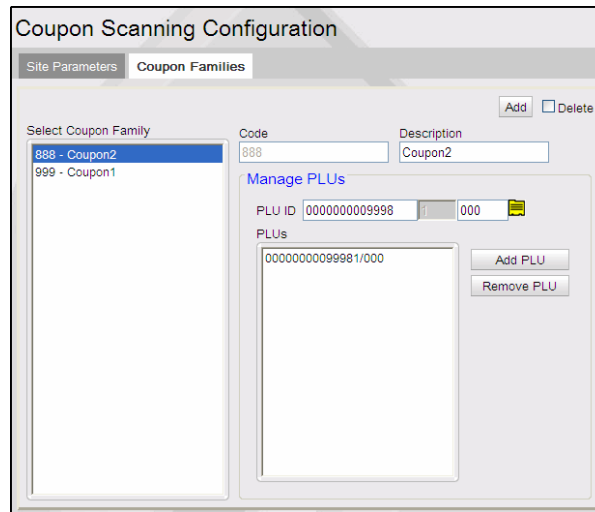 Coupon Scanning Configuration
Site Parameters Coupon Families
Add Delete
Select Coupon Family
888 - Coupon2
999 - Coupon1
Code Description
888 Coupon2
Manage PLUs
PLU ID 0000000009998 1 000
PLUs
00000000099981/000
Add PLU
Remove PLU